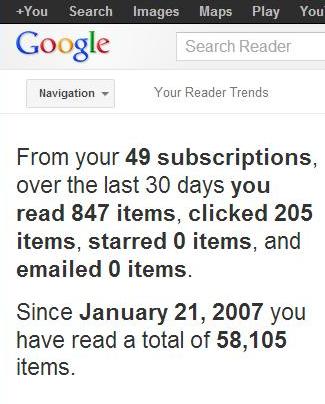 +You Search Images Maps Play You
Google Search Reader
Navigation Your Reader Trends
From your 49 subscriptions,
over the last 30 days you
read 847 items, clicked 205
items, starred 0 items, and
emailed 0 items.
Since January 21, 2007 you
have read a total of 58,105
items.